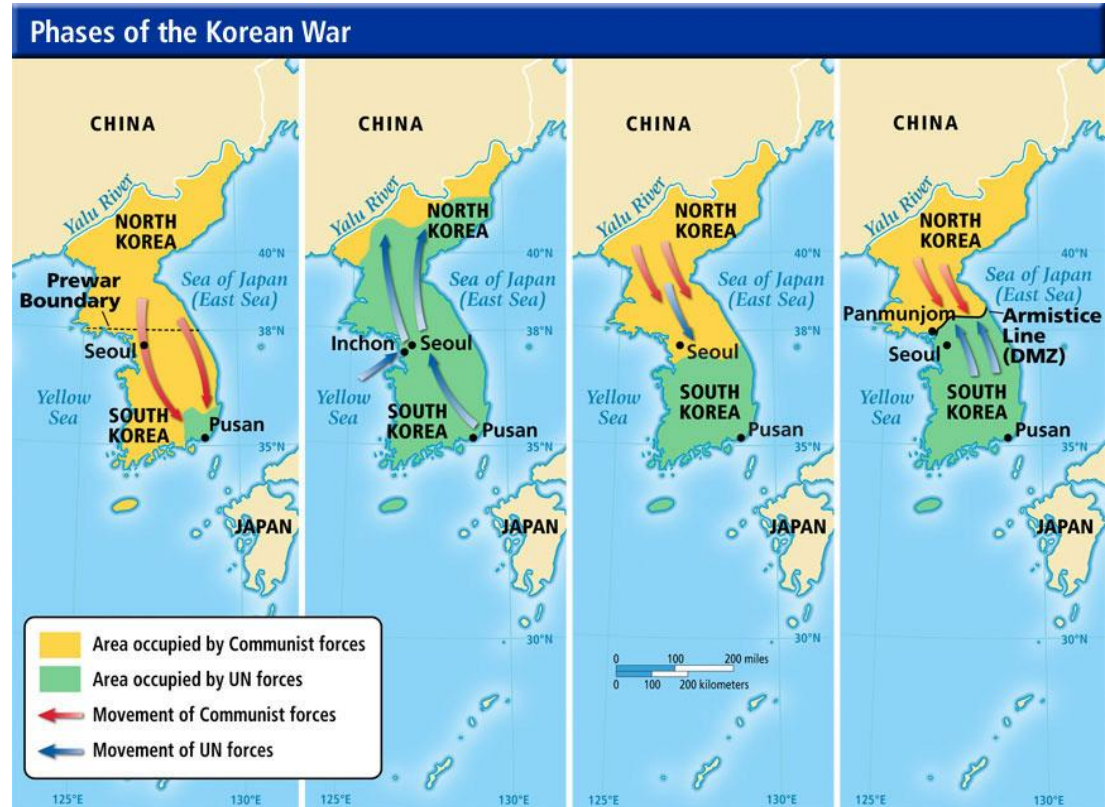 Phases of the Korean War
CHINA
Yalu River
NORTH
KOREA
40°N
Prewar
Boundary
Sea of Japan
(East Sea)
38°N
Seoul
Yellow
Sea
SOUTH
KOREA
Pusan
35°N
JAPAN
125°E
130°E
CHINA
Yalu River
NORTH
KOREA
40°N
Sea of Japan
(East Sea)
38°N
Inchon
Seoul
Yellow
Sea
SOUTH
KOREA
Pusan
35°N
JAPAN
30°N
130°E
CHINA
Yalu River
NORTH
KOREA
40°N
Sea of Japan
(East Sea)
38°N
Seoul
Yellow
Sea
SOUTH
KOREA
Pusan
35°N
JAPAN
30°N
0 100 200 miles
0 100 200 kilometers
125°E
130°E
CHINA
Yalu River
NORTH
KOREA
40°N
Sea of Japan
(East Sea)
Panmunjom
38°N
Armistice
Line
(DMZ)
Seoul
Yellow
Sea
SOUTH
KOREA
Pusan
35°N
JAPAN
30°N
125°E
130°E
Area occupied by Communist forces
Area occupied by UN forces
Movement of Communist forces
Movement of UN forces